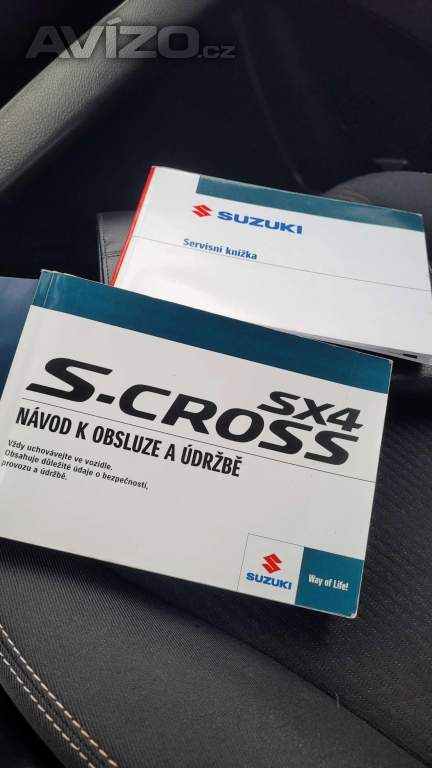 AVÍZO.cz
SUZUKI
Servisní knížka
SX4
S.CROSS
NÁVOD K OBSLUZE A ÚDRŽBĚ
Vždy uchovávejte ve vozidle.
Obsahuje důležité údaje o bezpečnosti,
provozu a údržbě.
SUZUKI
Way of Life!